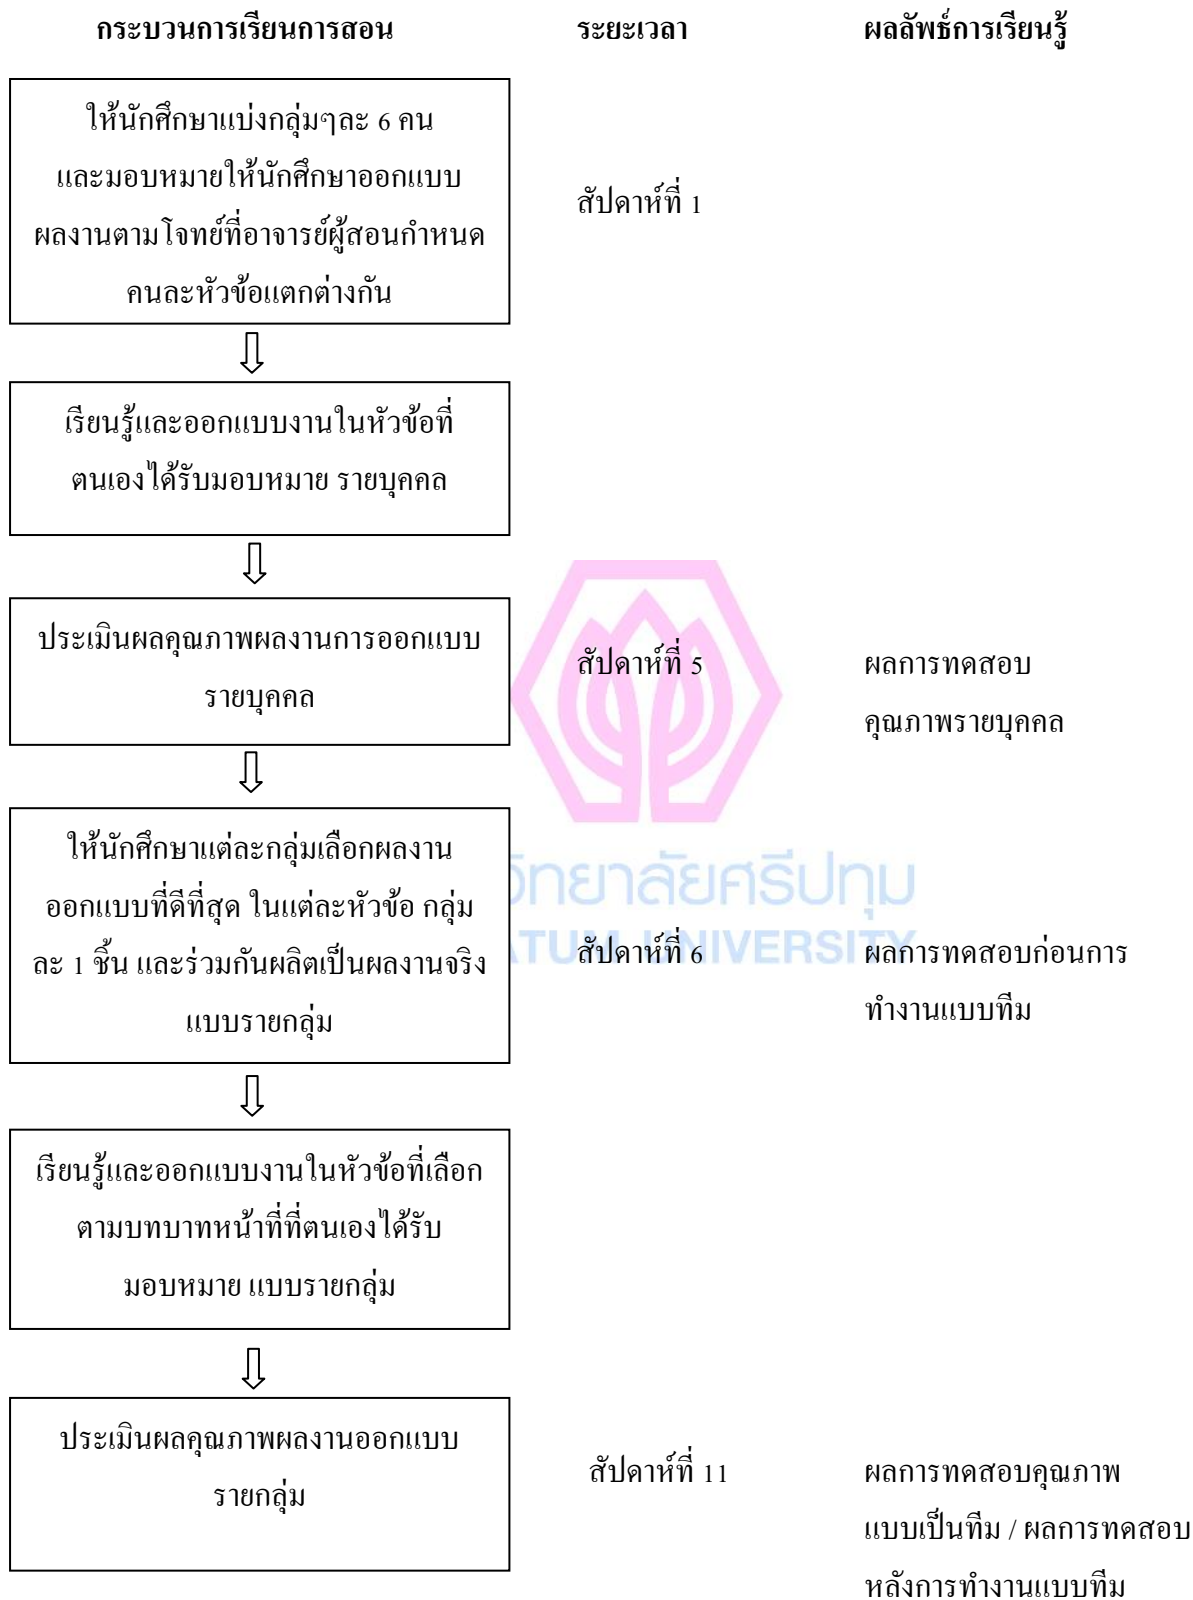 กระบวนการเรียนการสอน ระยะเวลา ผลลัพธ์การเรียนรู้
ให้นักศึกษาแบ่งกลุ่มๆละ 6 คน
และมอบหมายให้นักศึกษาออกแบบ
ผลงานตามโจทย์ที่อาจารย์ผู้สอนกำหนด
คนละหัวข้อแตกต่างกัน
สัปดาห์ที่ 1
เรียนรู้และออกแบบงานในหัวข้อที่
ตนเองได้รับมอบหมาย รายบุคคล
ประเมินผลคุณภาพผลงานการออกแบบ
รายบุคคล
สัปดาห์ที่ 5
ผลการทดสอบ
คุณภาพรายบุคคล
ให้นักศึกษาแต่ละกลุ่มเลือกผลงาน
ออกแบบที่ดีที่สุด ในแต่ละหัวข้อ กลุ่ม
ละ 1 ชิ้น และร่วมกันผลิตเป็นผลงานจริง
แบบรายกลุ่ม
วิทยาลัยศรีปทุม
TUM UNIVERSITY
สัปดาห์ที่ 6
ผลการทดสอบก่อนการ
ทำงานแบบทีม
เรียนรู้และออกแบบงานในหัวข้อที่เลือก
ตามบทบาทหน้าที่ที่ตนเองได้รับ
มอบหมาย แบบรายกลุ่ม
ประเมินผลคุณภาพผลงานออกแบบ
รายกลุ่ม
สัปดาห์ที่ 11
ผลการทดสอบคุณภาพ
แบบเป็นทีม / ผลการทดสอบ
หลังการทำงานแบบทีม